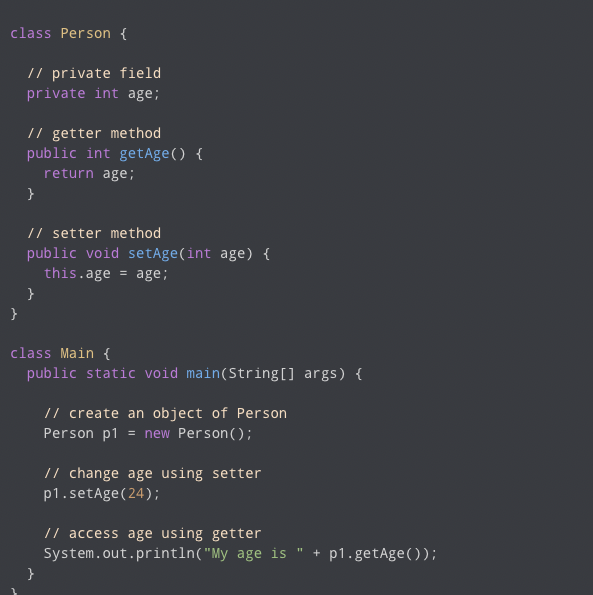 class Person {
  // private field
  private int age;
  // getter method
  public int getAge() {
    return age;
  }
  // setter method
  public void setAge(int age) {
    this.age = age;
  }
}
class Main {
  public static void main(String[] args) {
    // create an object of Person
    Person p1 = new Person();
    // change age using setter
    p1.setAge(24);
    // access age using getter
    System.out.println("My age is " + p1.getAge());
  }
}